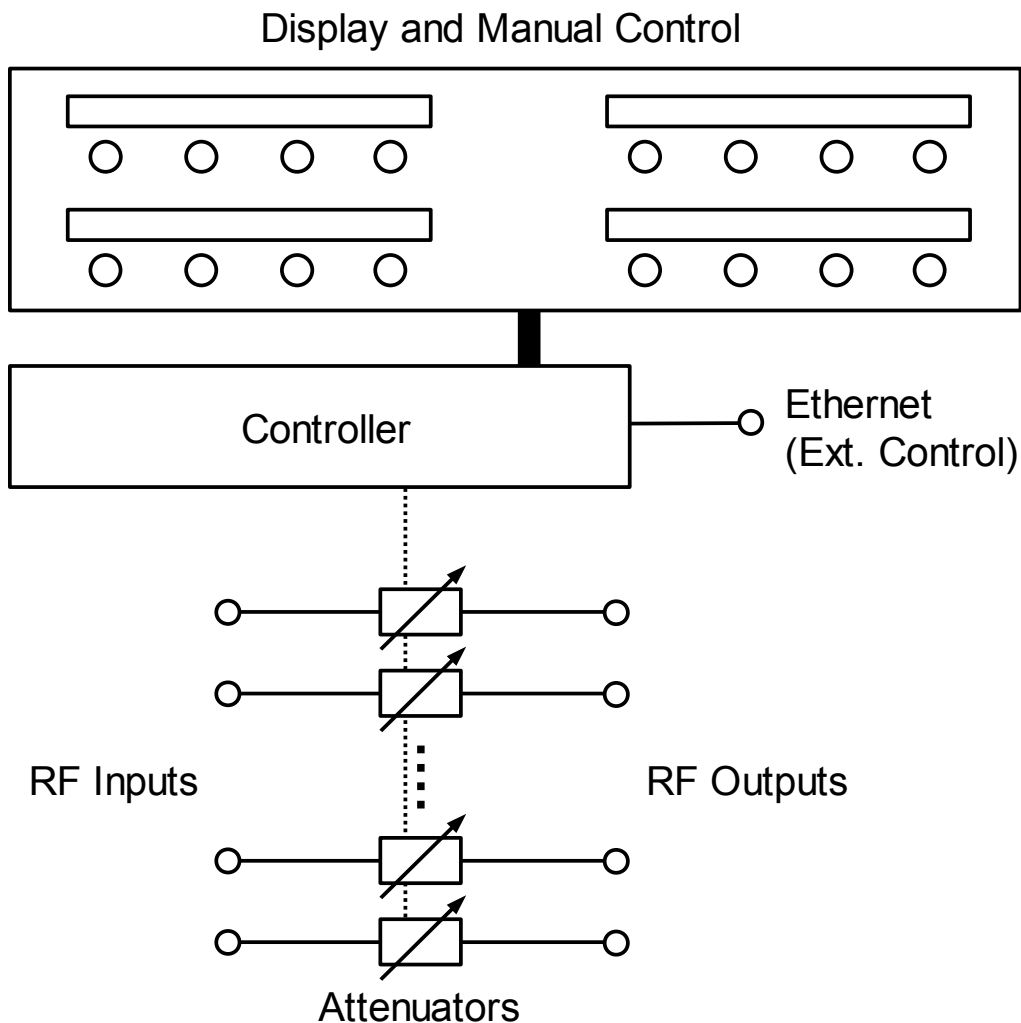 Display and Manual Control
Controller
Ethernet
(Ext. Control)
RF Inputs
RF Outputs
Attenuators